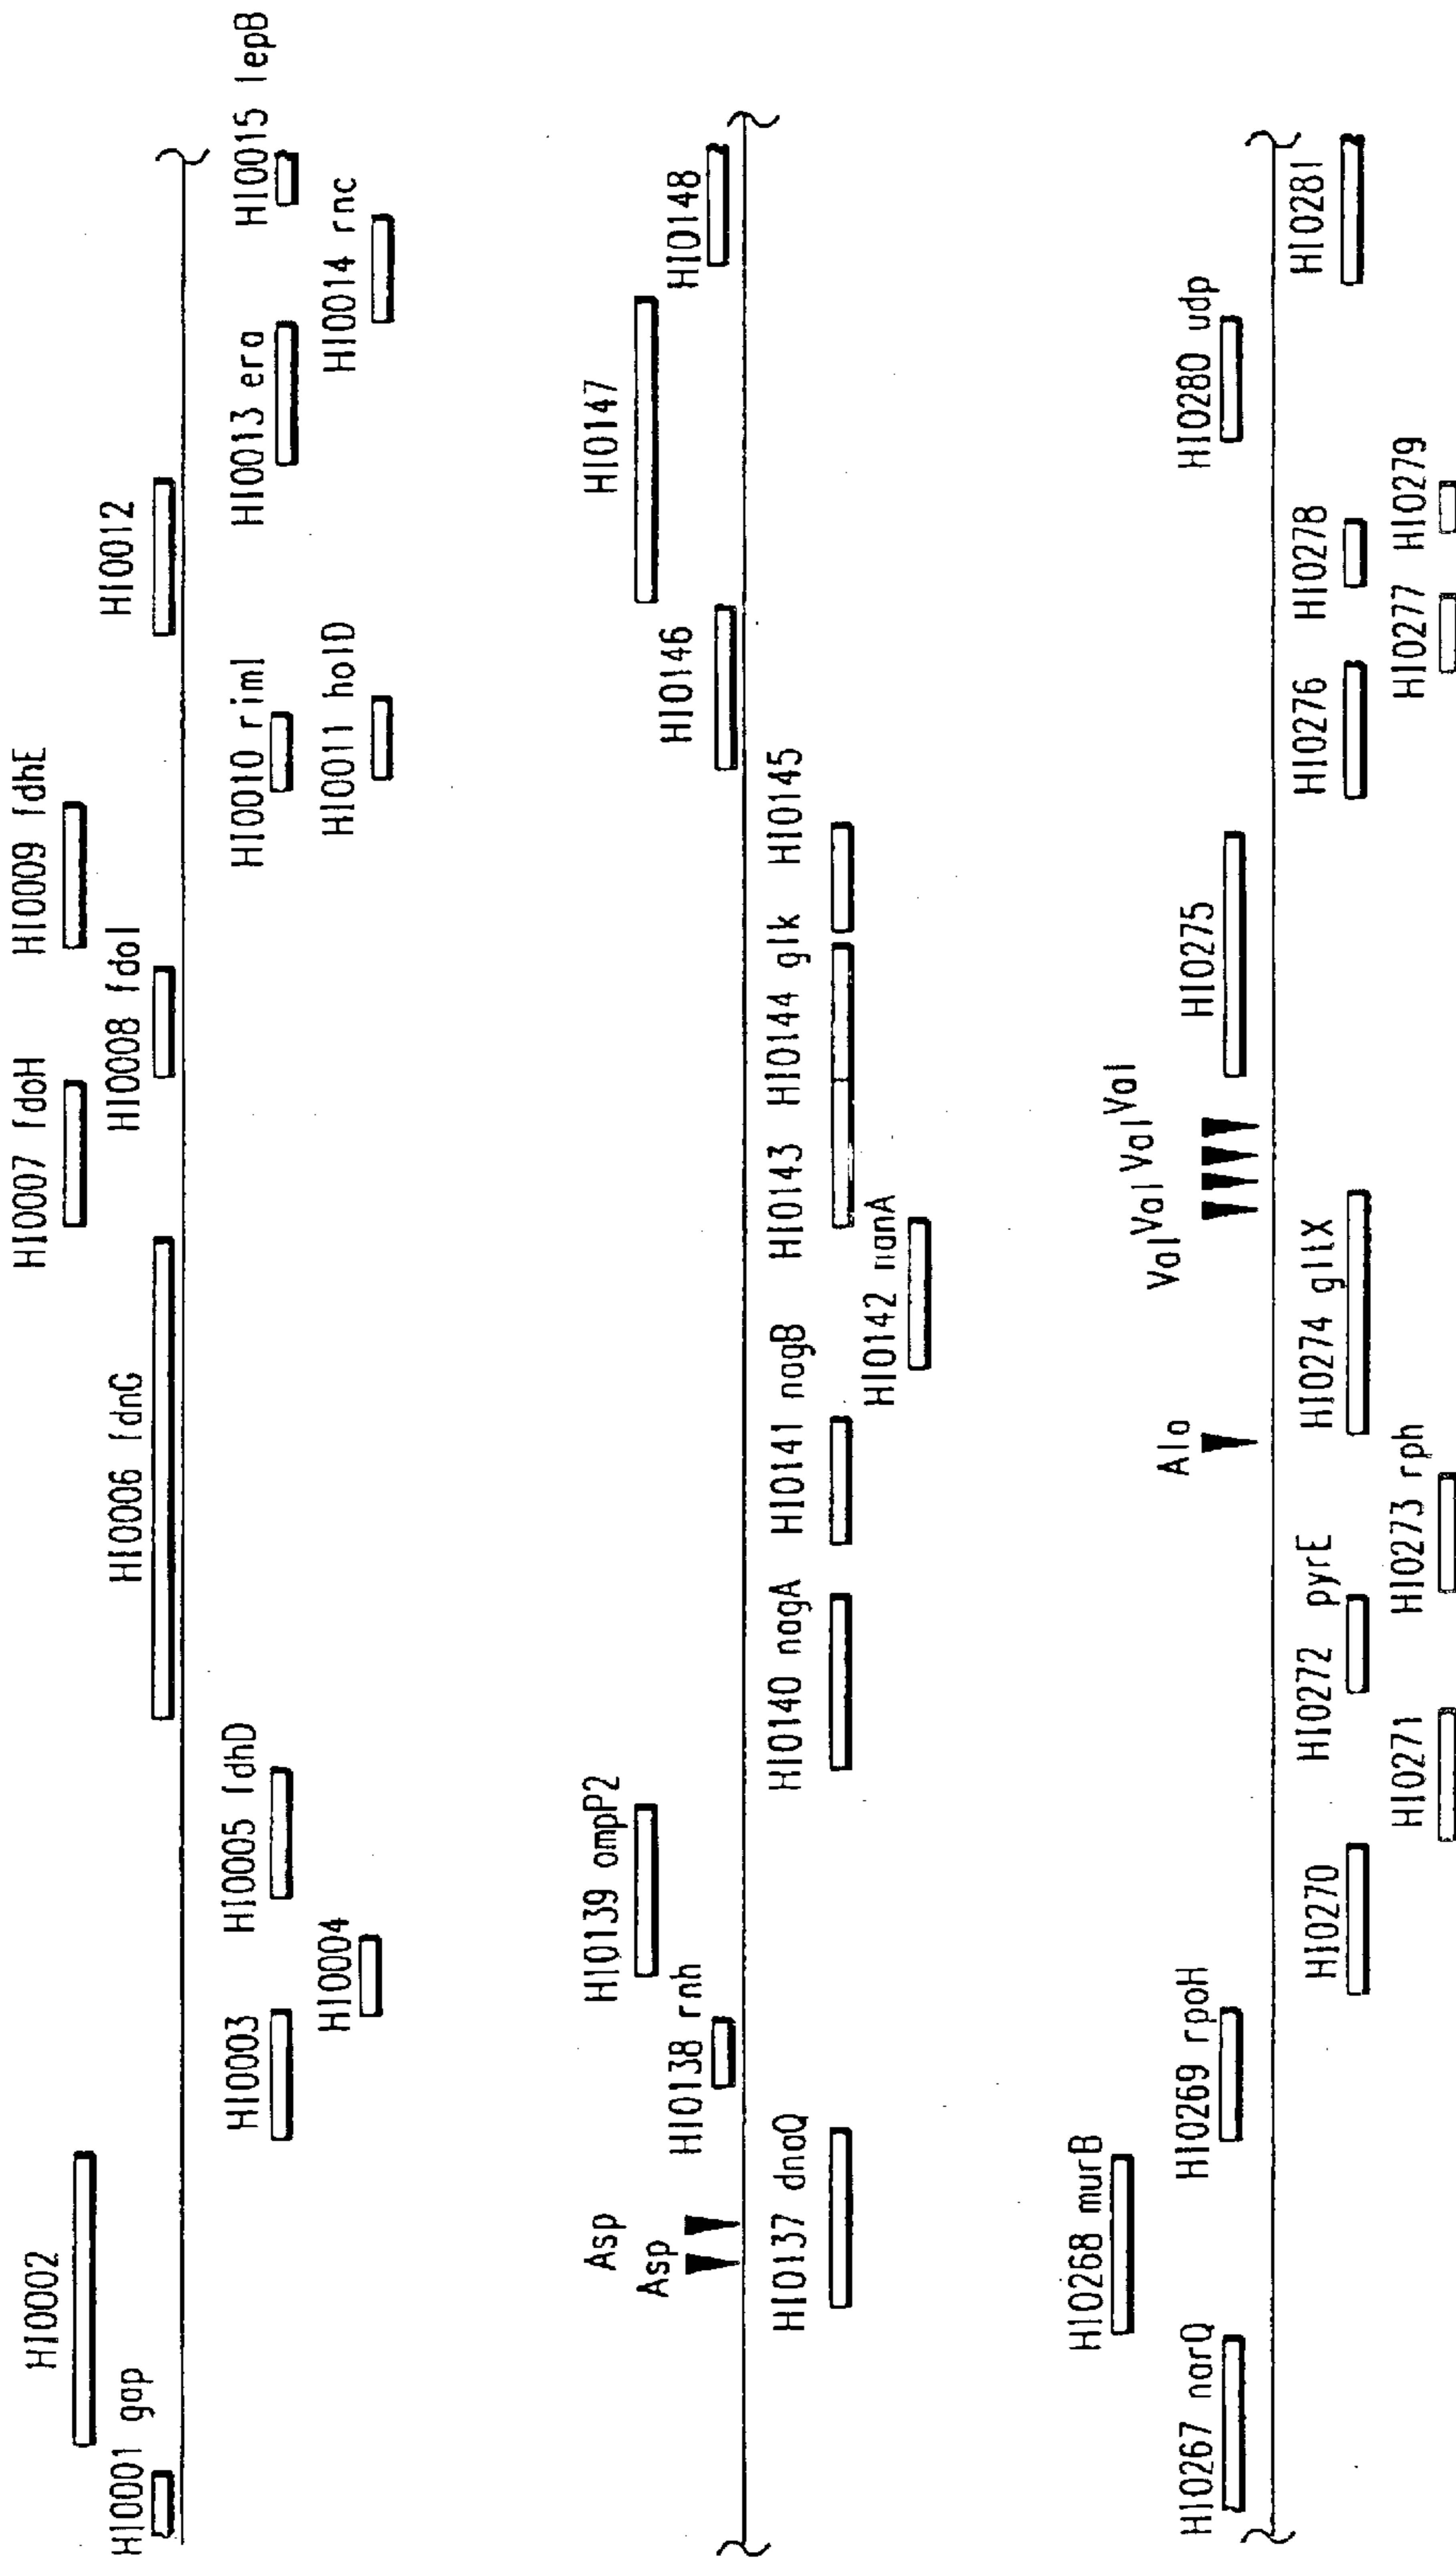 HI0001 gap
HI0002
HI0003
HI0004
HI0005 fdhD
HI0006 fdnG
HI0007 fdoH
HI0008 fdoI
HI0009 fdhE
HI0010 rimI
HI0011 holD
HI0012
HI0013 era
HI0014 rnc
HI0015 lepB
HI0137 dnaQ
Asp
Asp
HI0138 rnh
HI0139 ompP2
HI0140 nagA
HI0141 nagB
HI0142 nanA
HI0143
HI0144 glk
HI0145
HI0146
HI0147
HI0148
HI0267 narQ
HI0268 murB
HI0269 rpoH
HI0270
HI0271
HI0272 pyrE
HI0273 rph
Ala
HI0274 gltX
Val
Val
Val
Val
HI0275
HI0276
HI0277
HI0278
HI0279
HI0280 udp
HI0281